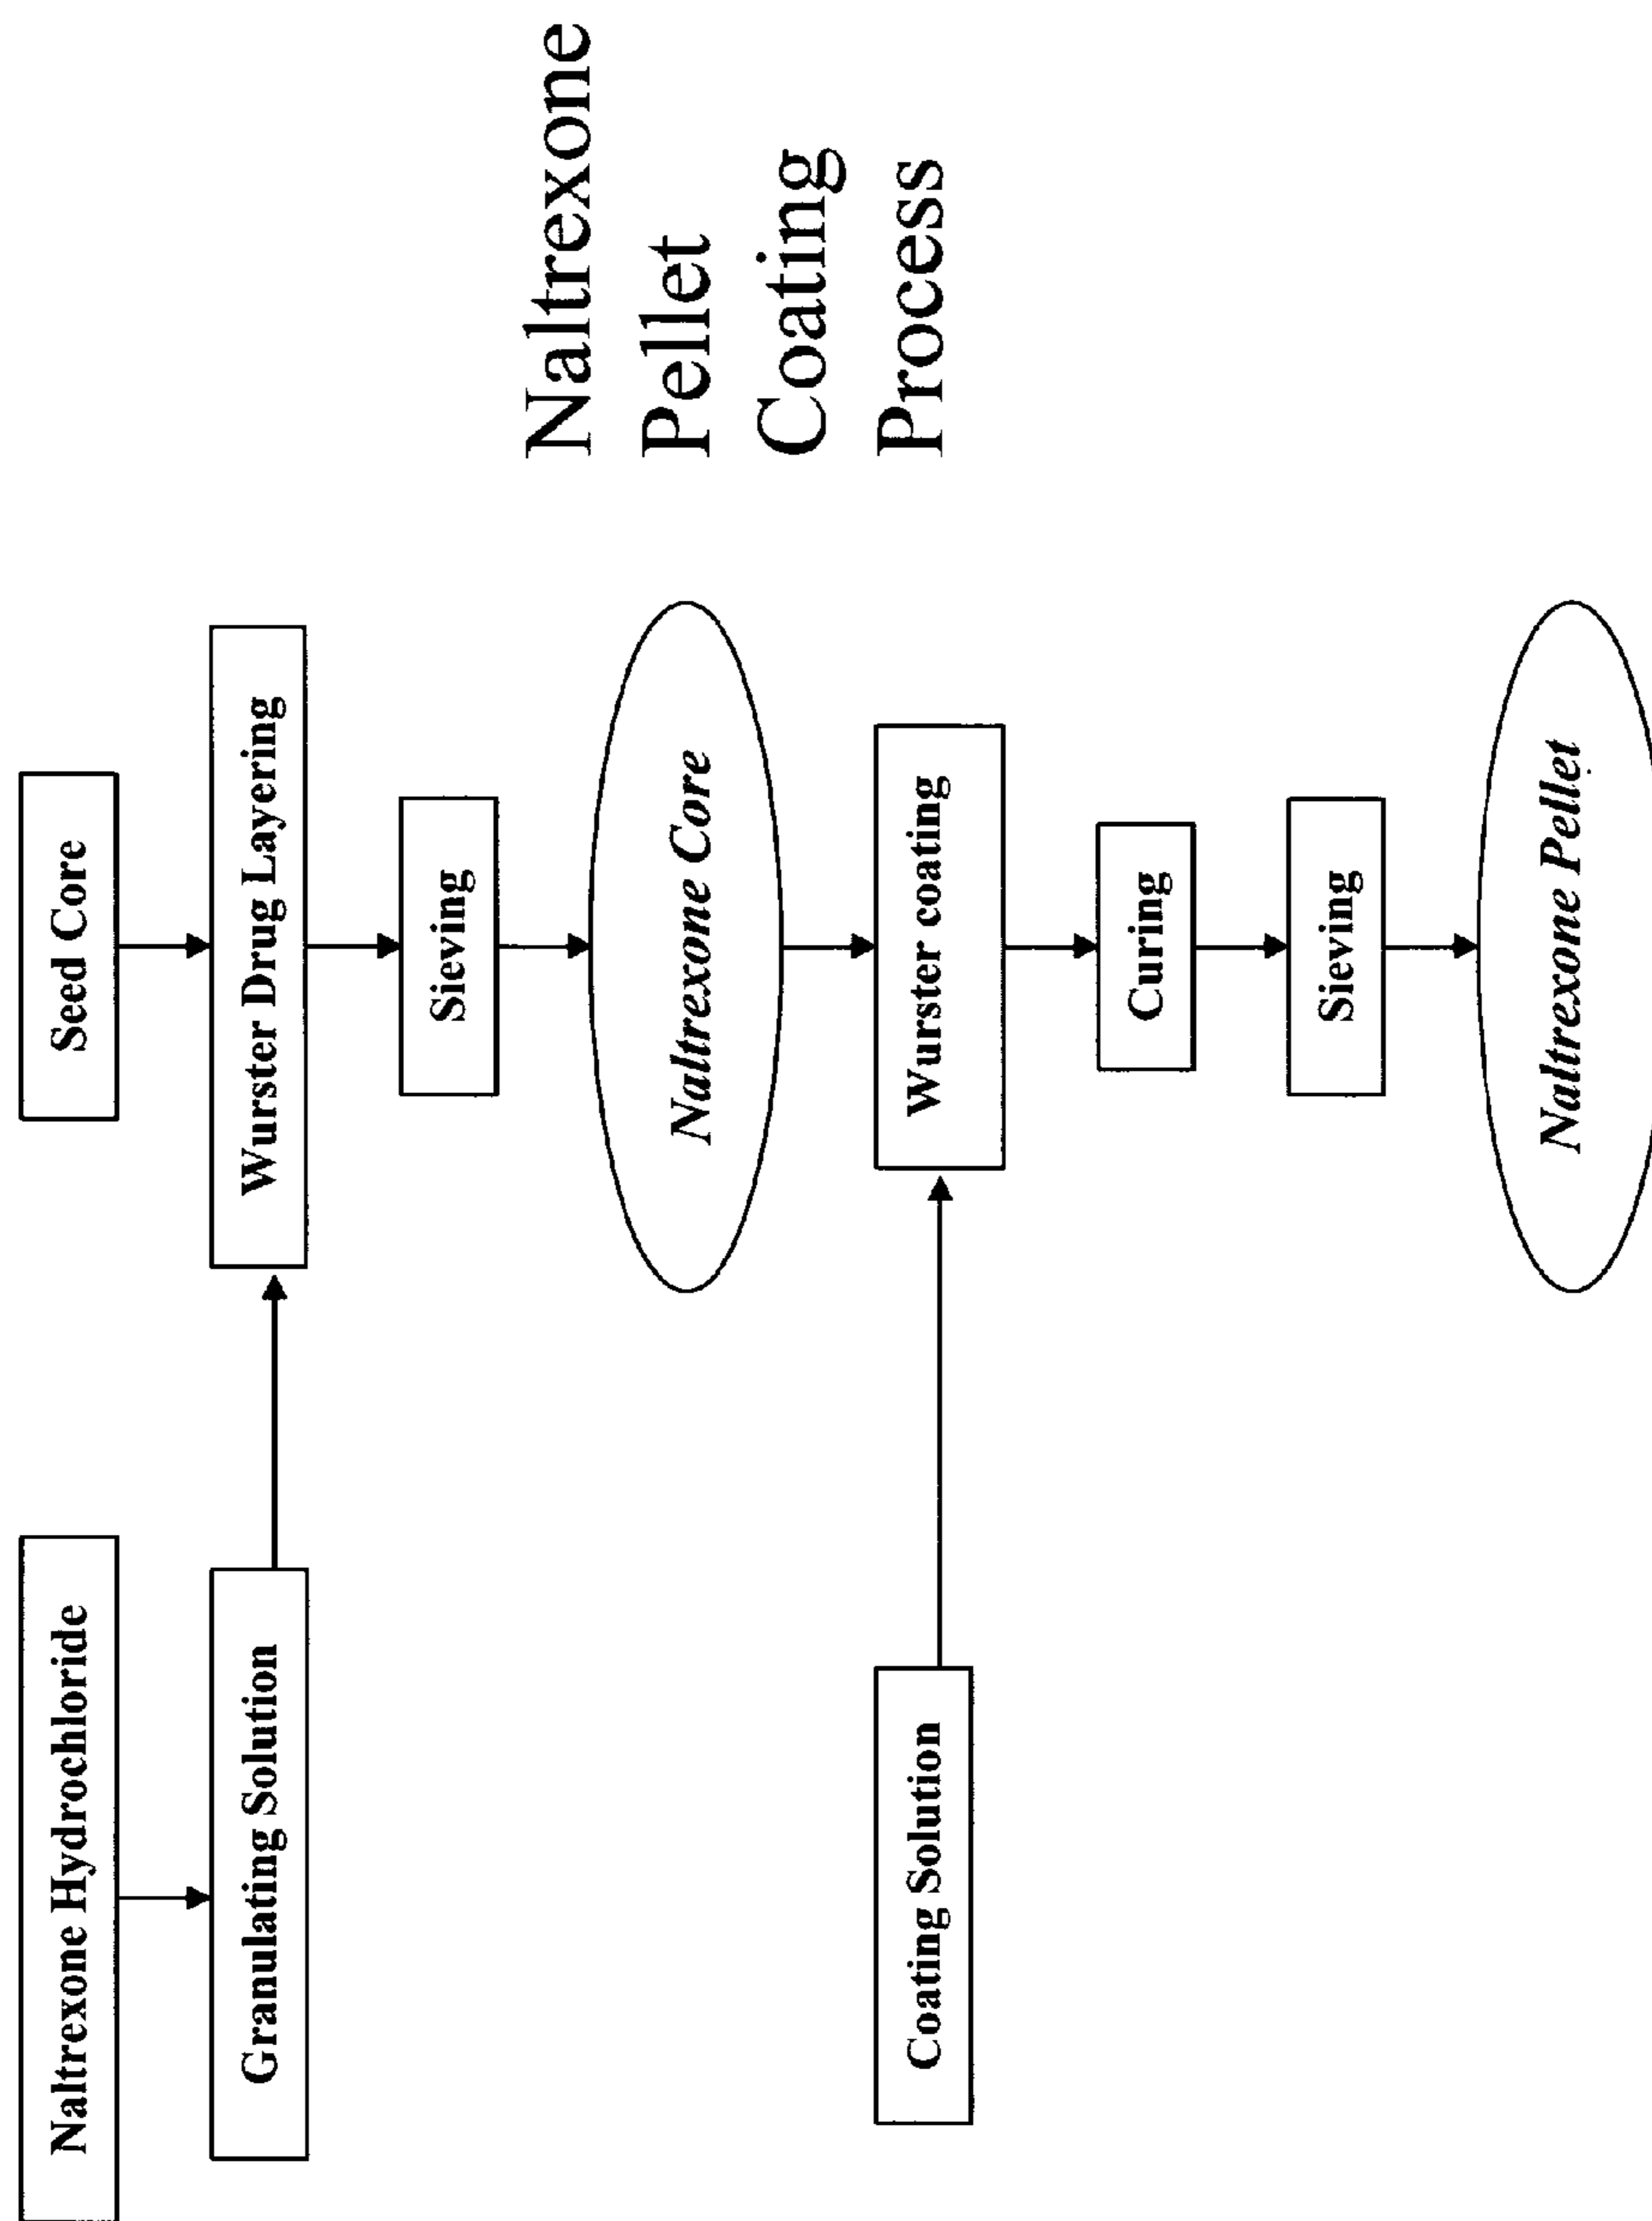 Naltrexone Hydrochloride
Seed Core
Granulating Solution
Wurster Drug Layering
Sieving
Naltrexone Core
Coating Solution
Wurster coating
Curing
Sieving
Naltrexone Pellet
Naltrexone
Pellet
Coating
Process